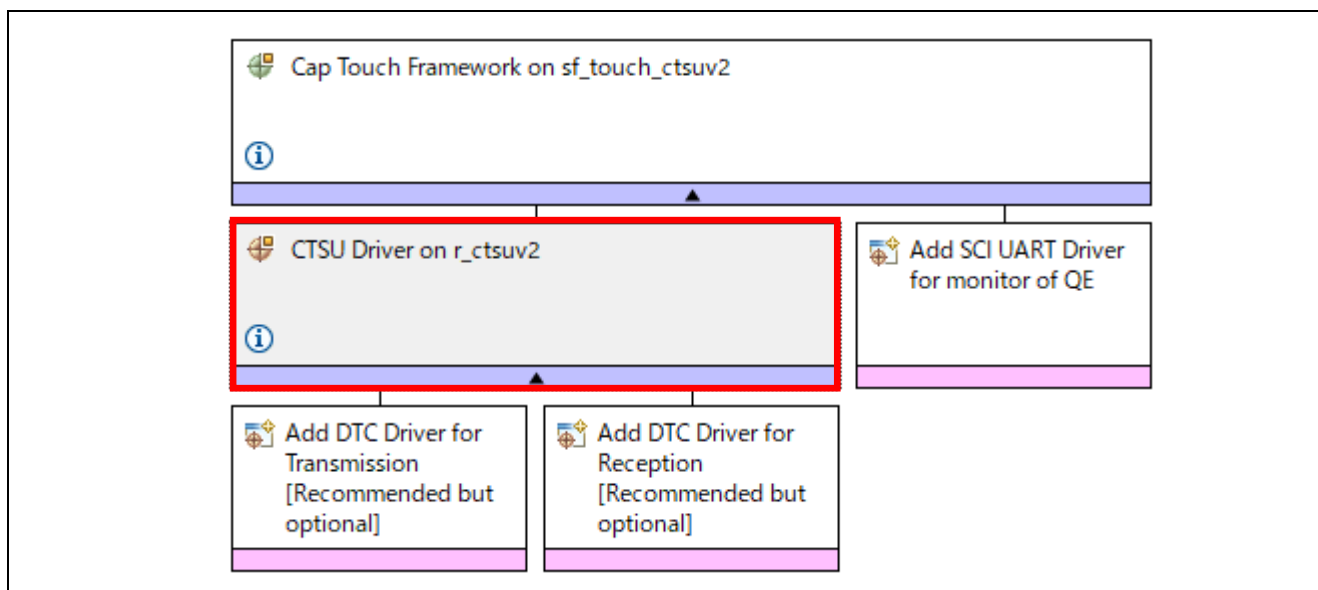 Cap Touch Framework on sf_touch_ctsuv2
CTSU Driver on r_ctsuv2
Add SCI UART Driver
for monitor of QE
Add DTC Driver for
Transmission
[Recommended but
optional]
Add DTC Driver for
Reception
[Recommended but
optional]